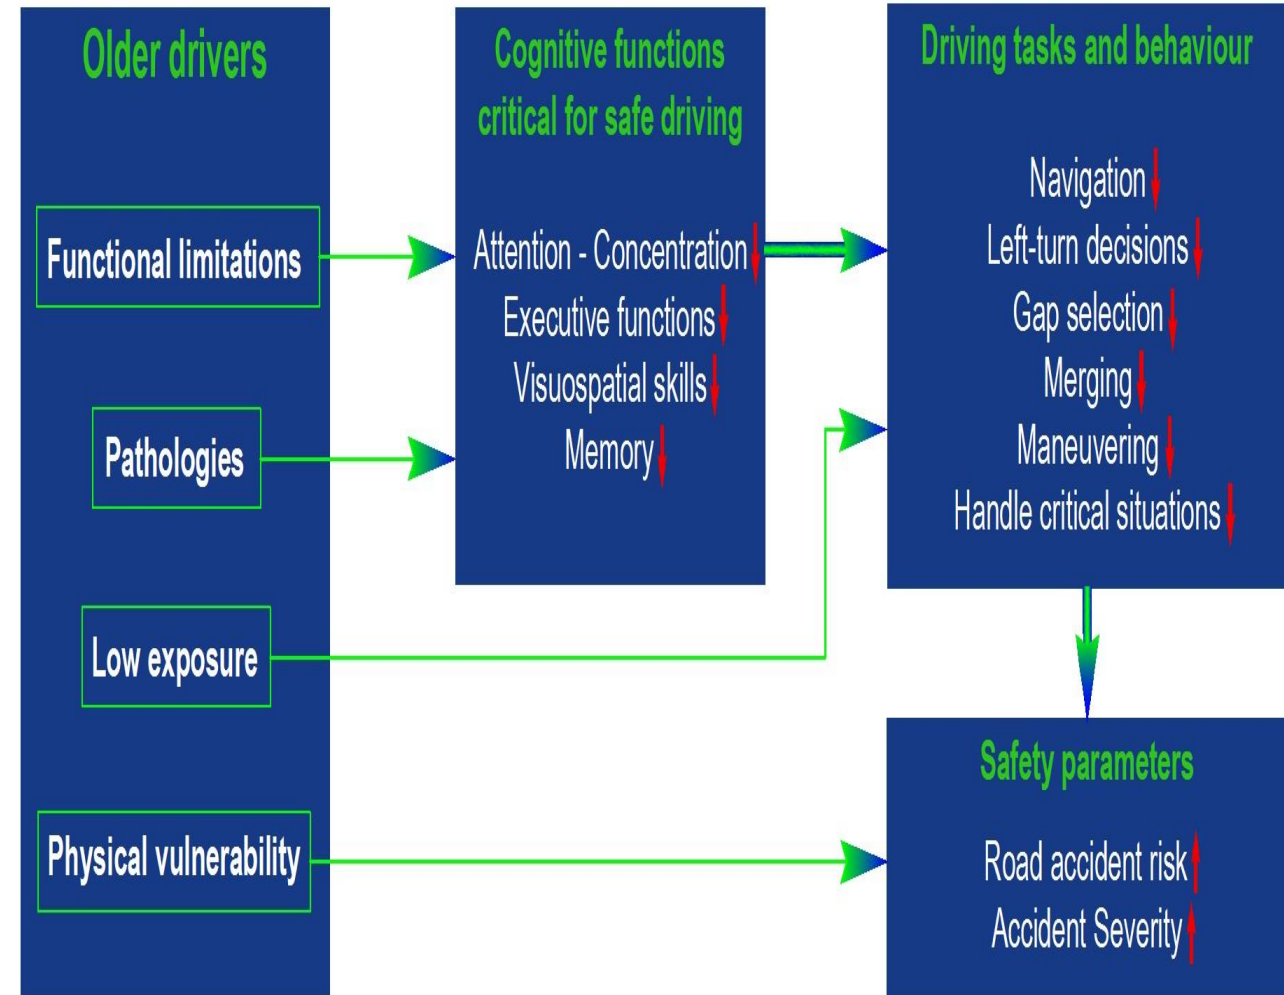 Older drivers
Functional limitations
Pathologies
Low exposure
Physical vulnerability
Cognitive functions
critical for safe driving
Attention - Concentration
Executive functions
Visuospatial skills
Memory
Driving tasks and behaviour
Navigation
Left-turn decisions
Gap selection
Merging
Maneuvering
Handle critical situations
Safety parameters
Road accident risk
Accident Severity